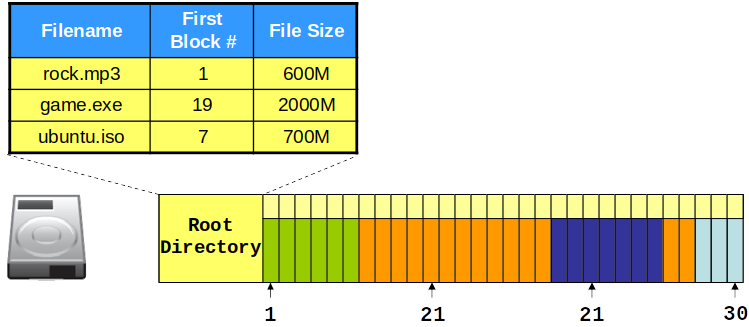 Filename First Block # File Size
rock.mp3 1 600M
game.exe 19 2000M
ubuntu.iso 7 700M
Root
Directory
1 21 21 30